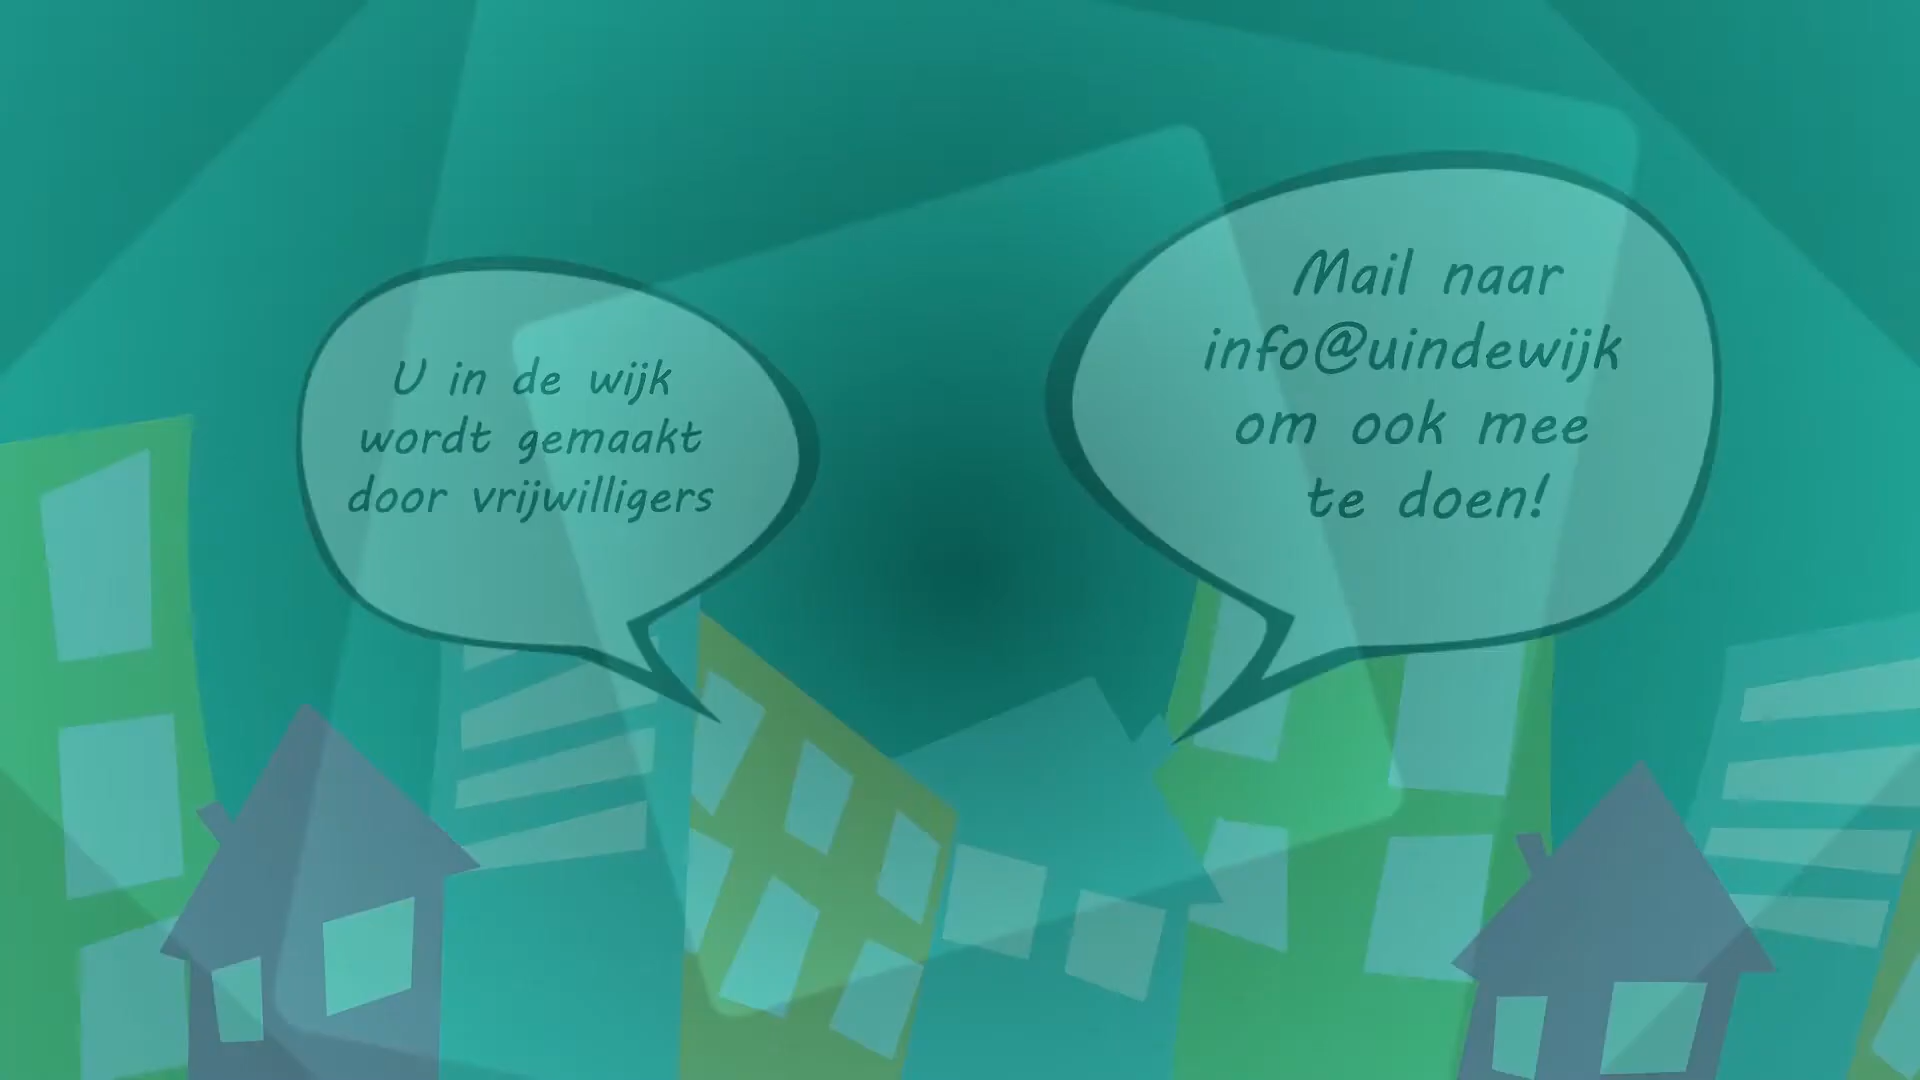 U in de wijk
wordt gemaakt
door vrijwilligers
Mail naar
info@uindewijk
om ook mee
te doen!